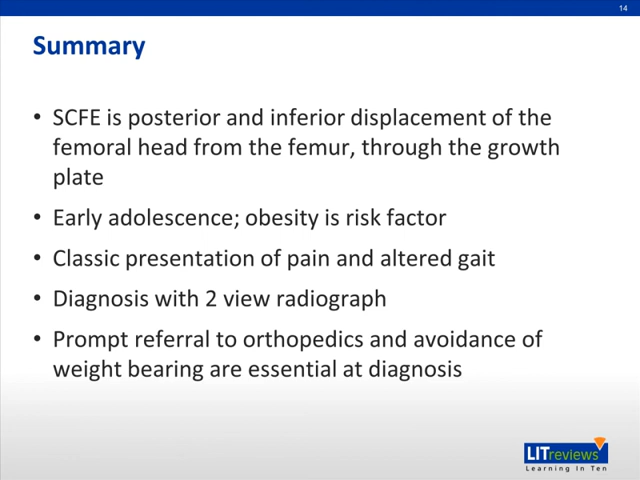 14
Summary
• SCFE is posterior and inferior displacement of the
femoral head from the femur, through the growth
plate
• Early adolescence; obesity is risk factor
• Classic presentation of pain and altered gait
• Diagnosis with 2 view radiograph
• Prompt referral to orthopedics and avoidance of
weight bearing are essential at diagnosis
LITreviews
Learning In Ten